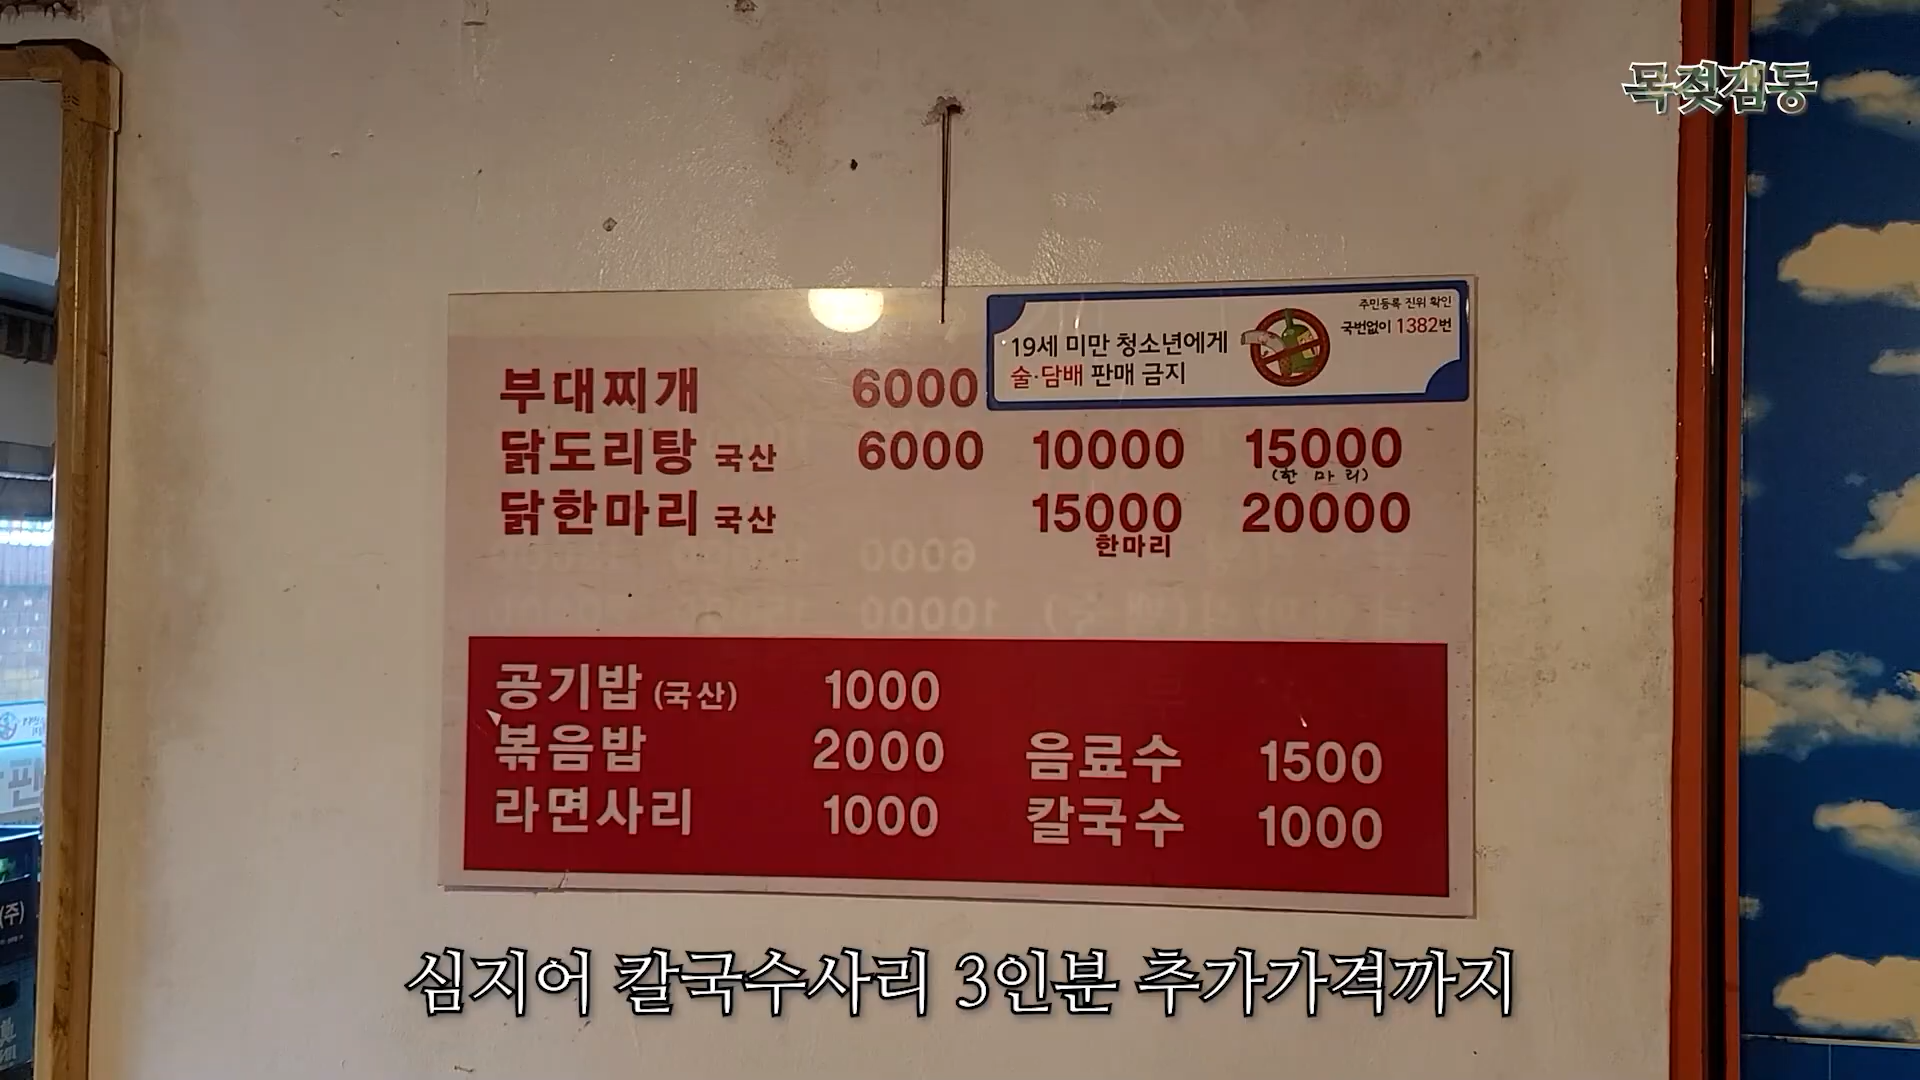 목젖캠동
주민등록 진위 확인
국번없이 1382번
19세 미만 청소년에게
술·담배 판매 금지
부대찌개 6000
닭도리탕 국산 6000 10000 15000
(한마리)
닭한마리 국산 15000 20000
한마리
공기밥 (국산) 1000
볶음밥 2000 음료수 1500
라면사리 1000 칼국수 1000
(주)
심지어 칼국수사리 3인분 추가가격까지